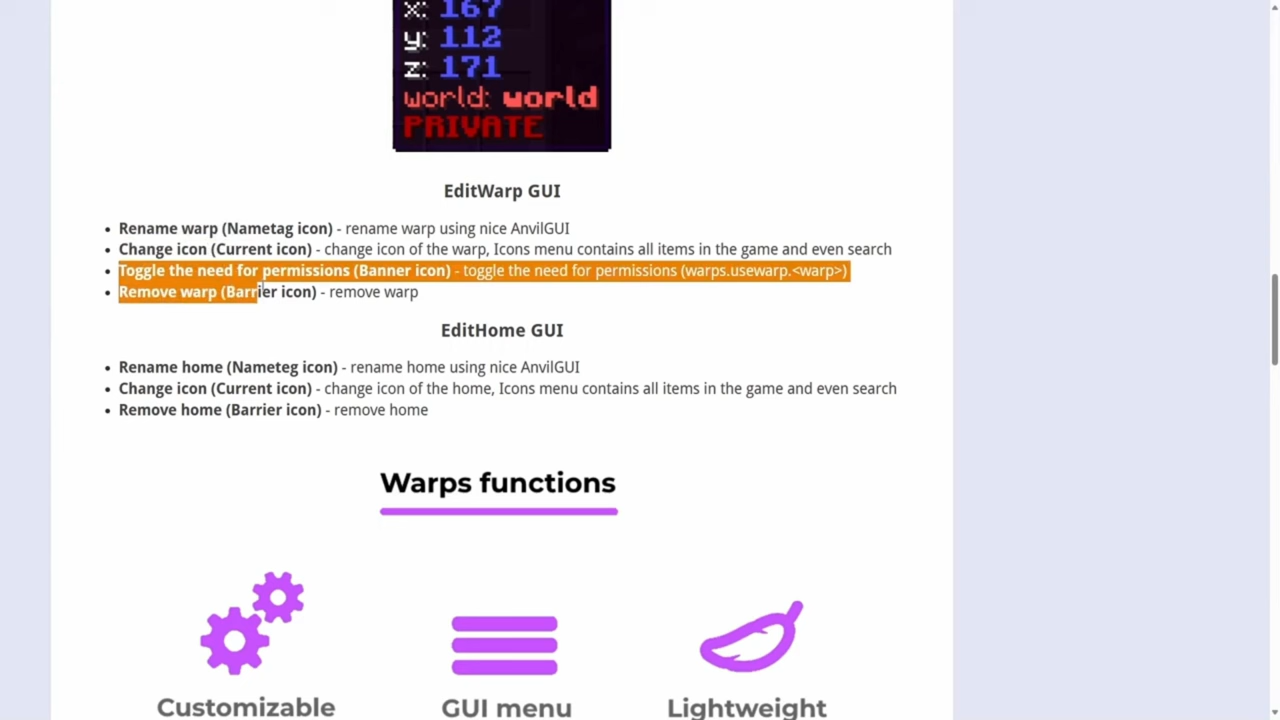 x: 167
y: 112
z: 171
world: world
PRIVATE
EditWarp GUI
• Rename warp (Nametag icon) - rename warp using nice AnvilGUI
• Change icon (Current icon) - change icon of the warp, Icons menu contains all items in the game and even search
• Toggle the need for permissions (Banner icon) - toggle the need for permissions (warps.usewarp.<warp>)
• Remove warp (Barrier icon) - remove warp
EditHome GUI
• Rename home (Nameteg icon) - rename home using nice AnvilGUI
• Change icon (Current icon) - change icon of the home, Icons menu contains all items in the game and even search
• Remove home (Barrier icon) - remove home
Warps functions
Customizable GUI menu Lightweight